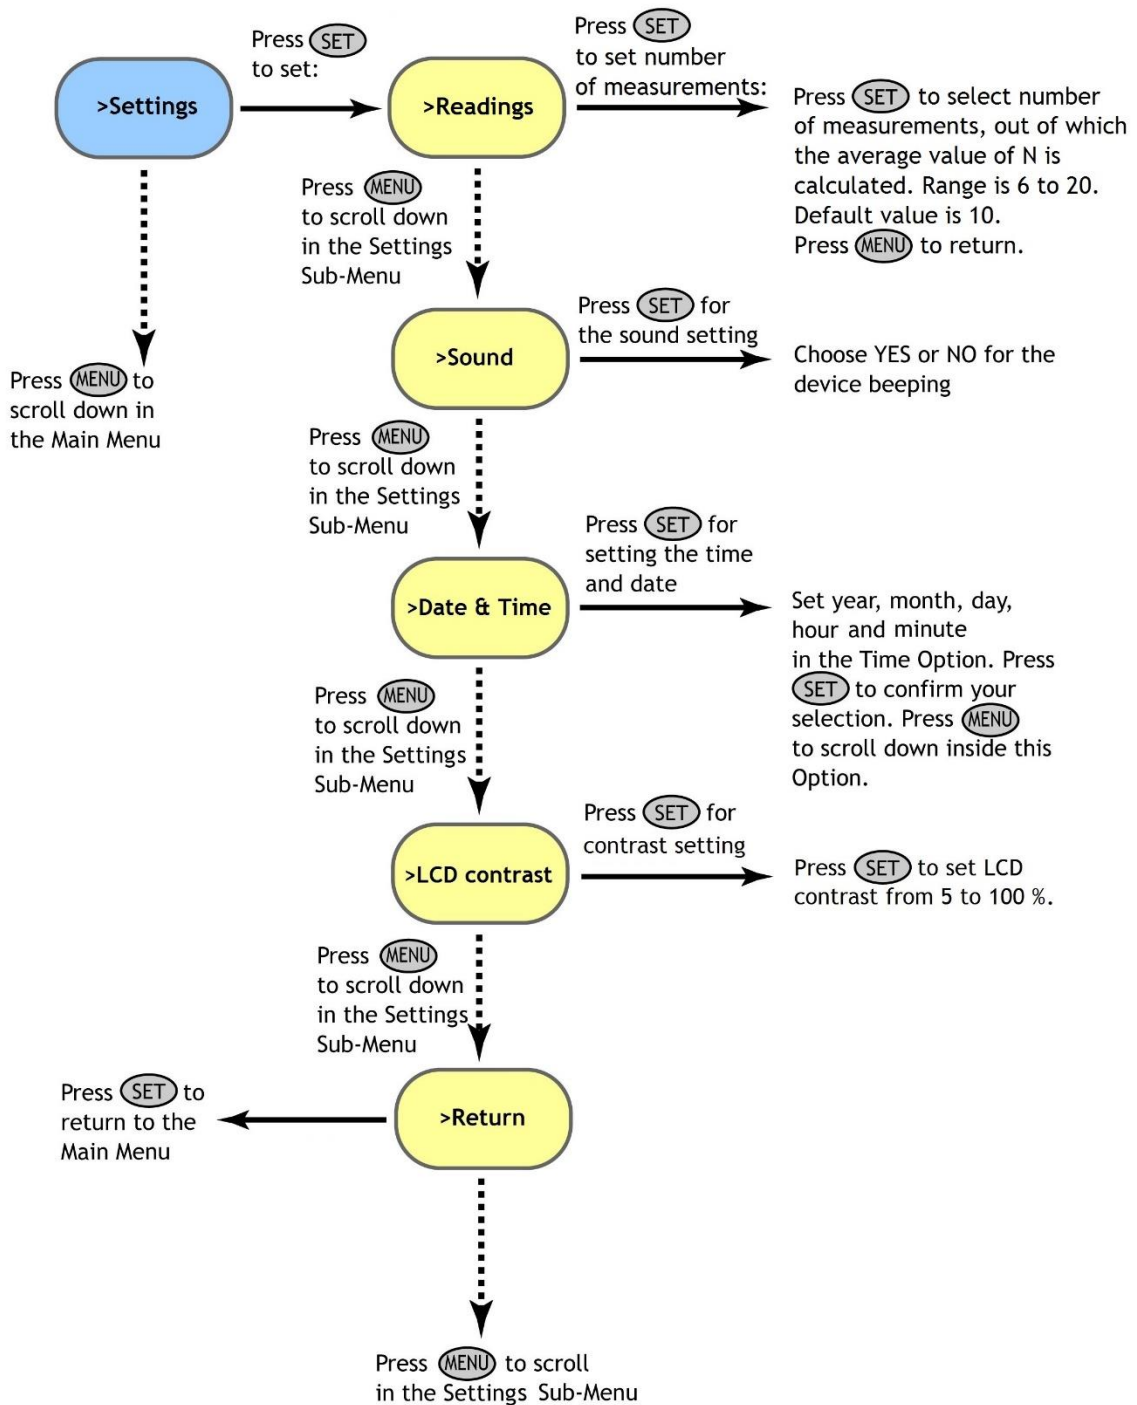 Press SET
to set:
Press SET
to set number
of measurements:
>Settings
>Readings
Press SET to select number
of measurements, out of which
the average value of N is
calculated. Range is 6 to 20.
Default value is 10.
Press MENU to return.
Press MENU
to scroll down
in the Settings
Sub-Menu
Press MENU to
scroll down in
the Main Menu
>Sound
Press SET for
the sound setting
Choose YES or NO for the
device beeping
Press MENU
to scroll down
in the Settings
Sub-Menu
>Date & Time
Press SET for
setting the time
and date
Set year, month, day,
hour and minute
in the Time Option. Press
SET to confirm your
selection. Press MENU
to scroll down inside this
Option.
Press MENU
to scroll down
in the Settings
Sub-Menu
>LCD contrast
Press SET for
contrast setting
Press SET to set LCD
contrast from 5 to 100 %.
Press MENU
to scroll down
in the Settings
Sub-Menu
>Return
Press SET to
return to the
Main Menu
Press MENU to scroll
in the Settings Sub-Menu